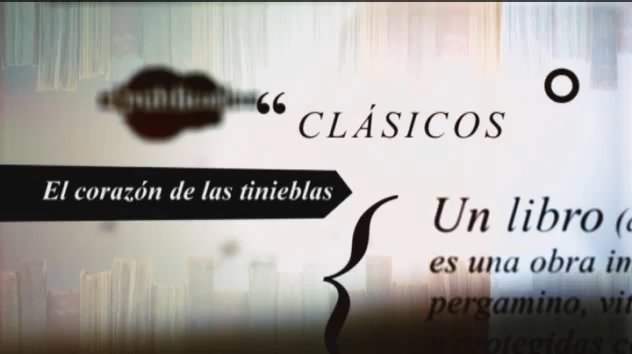 “ CLÁSICOS
El corazón de las tinieblas
Un libro
es una obra
pergamino,